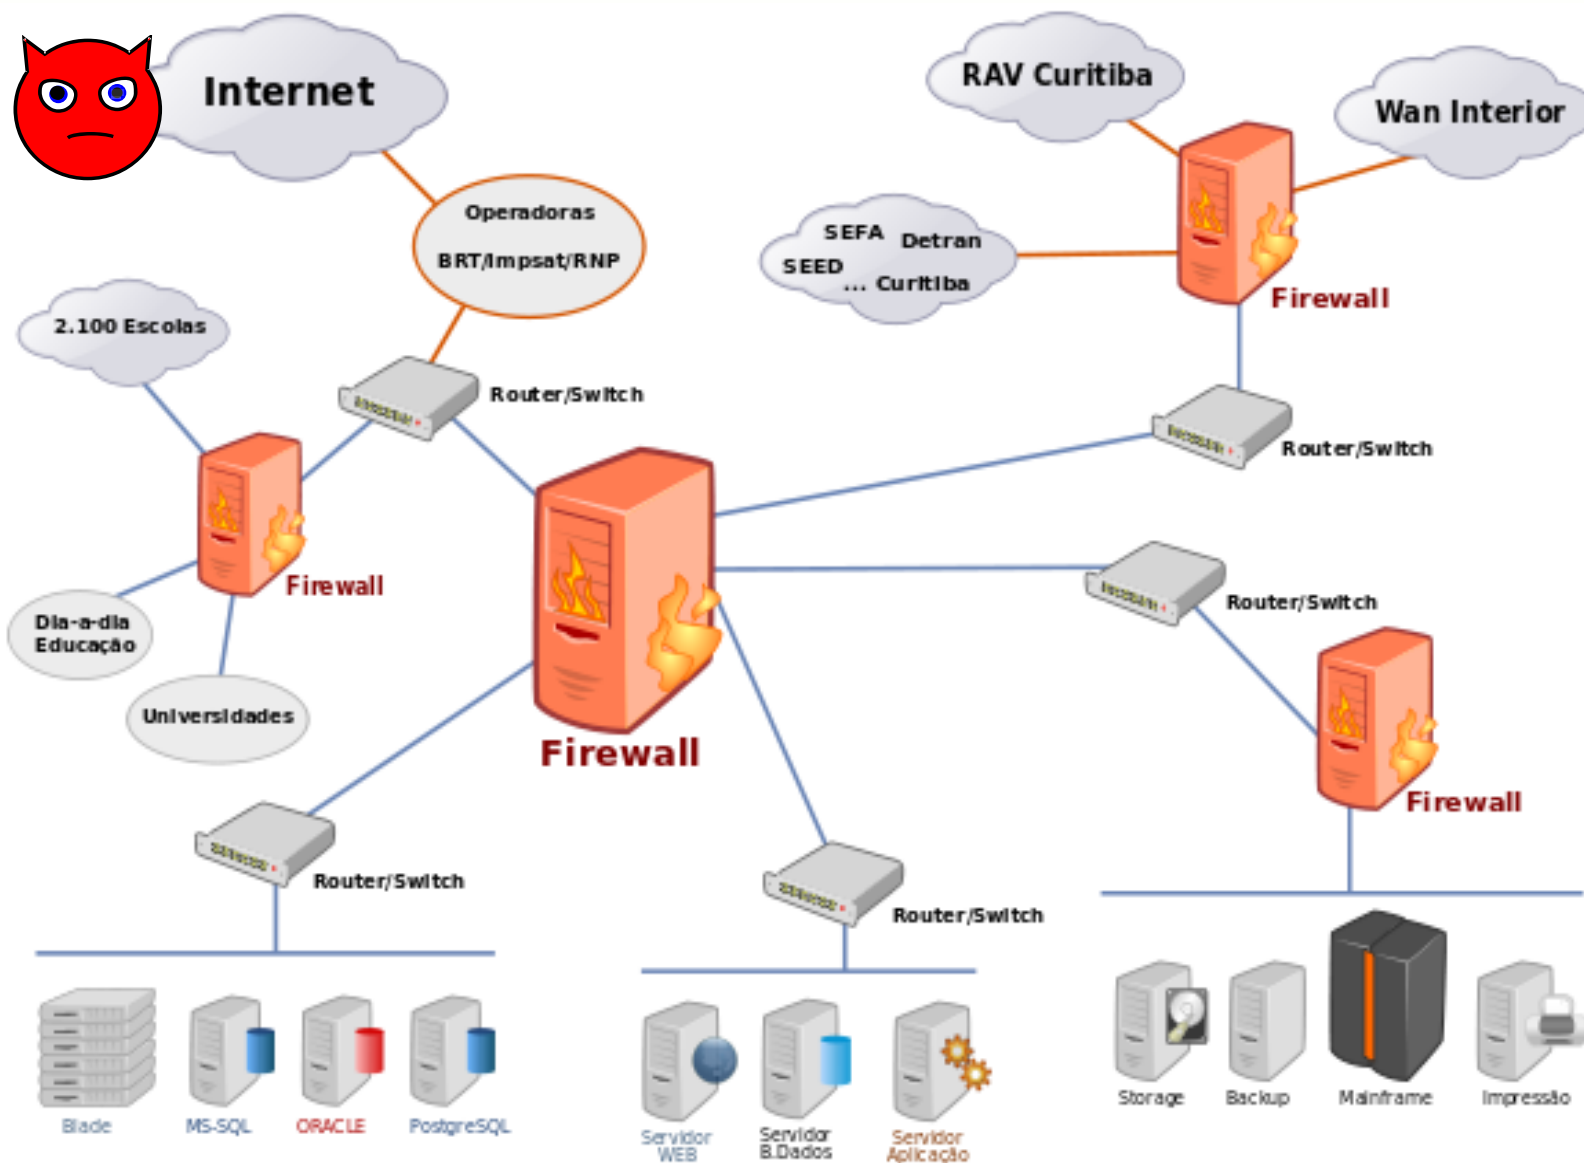 Internet
RAV Curitiba
Wan Interior
Operadoras
BRT/Impsat/RNP
SEFA Detran
SEED
... Curitiba
Firewall
2.100 Escolas
Router/Switch
Router/Switch
Firewall
Dia-a-dia
Educação
Universidades
Router/Switch
Firewall
Firewall
Router/Switch
Router/Switch
Blade
MS-SQL
ORACLE
PostgreSQL
Servidor
WEB
Servidor
B.Dados
Servidor
Aplicação
Storage
Backup
Mainframe
Impressão